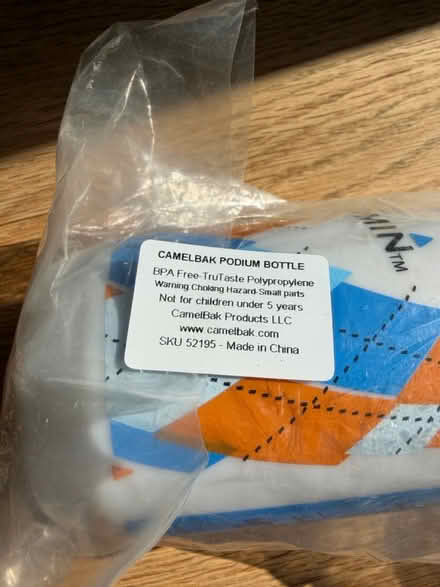 MIN™
CAMELBAK PODIUM BOTTLE
BPA Free-TruTaste Polypropylene
Warning Choking Hazard-Small parts
Not for children under 5 years
CamelBak Products LLC
www.camelbak.com
SKU 52195 - Made in China